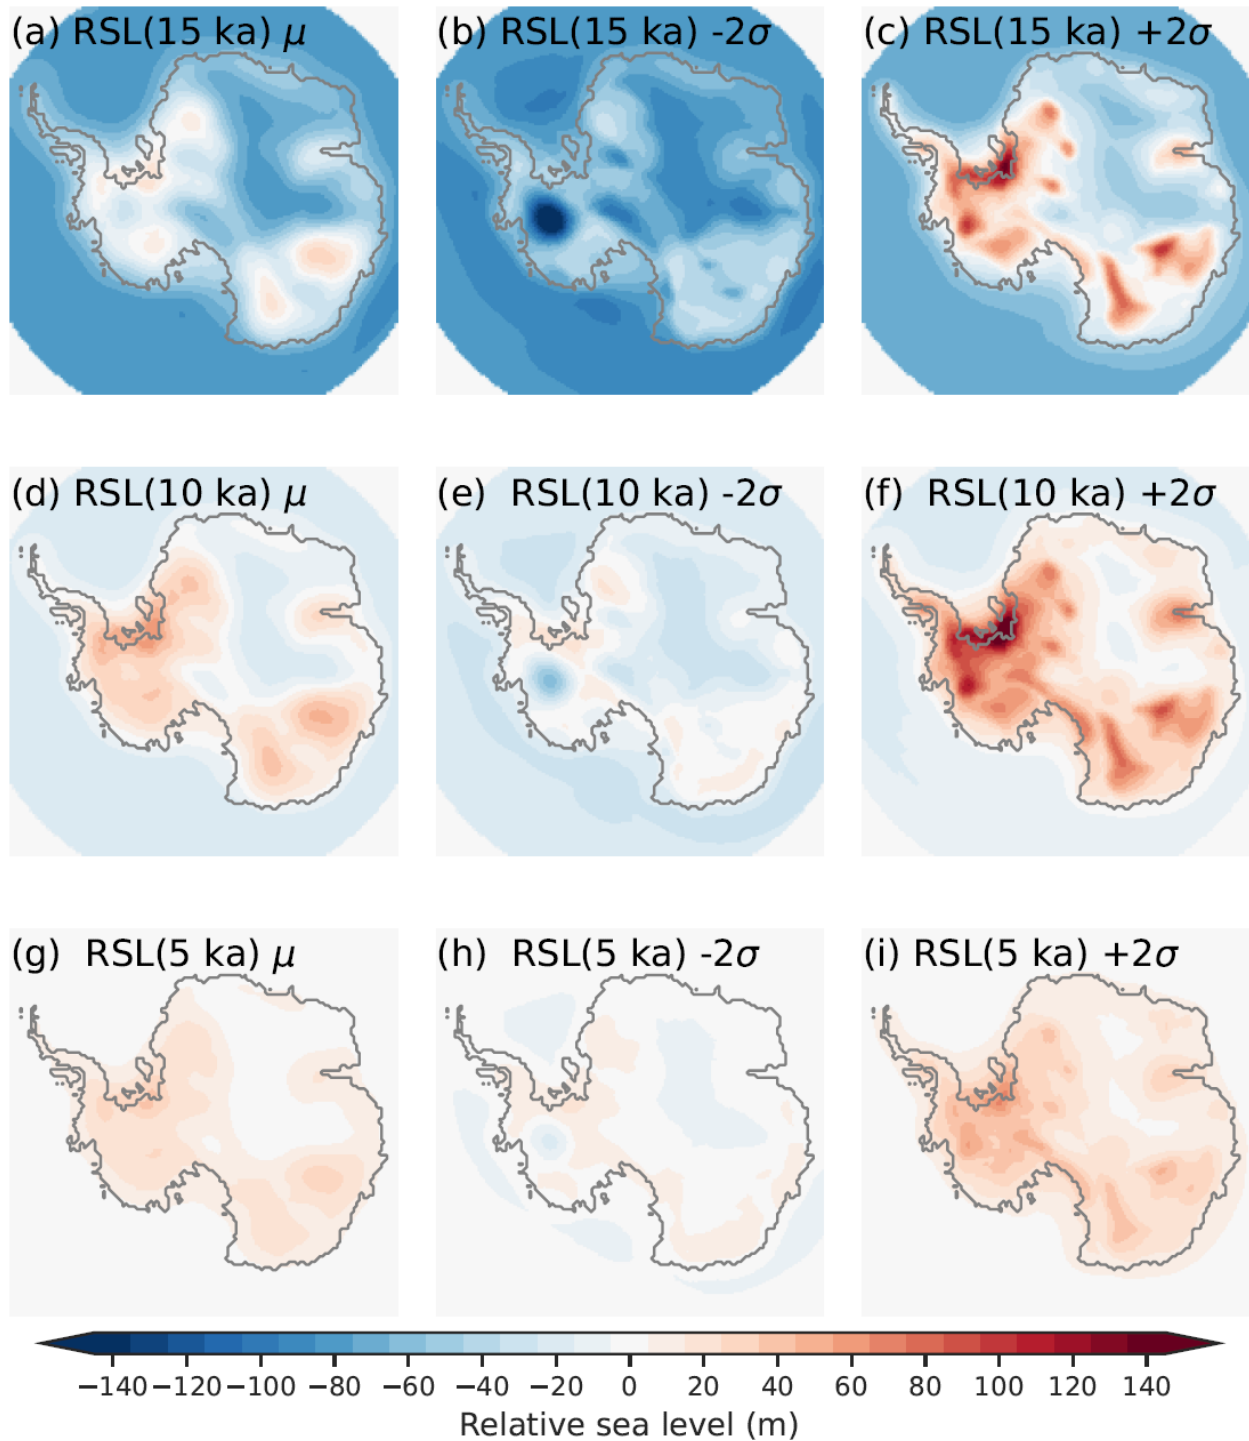 (a) RSL(15 ka) μ
(b) RSL(15 ka) -2σ
(c) RSL(15 ka) +2σ
(d) RSL(10 ka) μ
(e) RSL(10 ka) -2σ
(f) RSL(10 ka) +2σ
(g) RSL(5 ka) μ
(h) RSL(5 ka) -2σ
(i) RSL(5 ka) +2σ
−140 −120 −100 −80 −60 −40 −20 0 20 40 60 80 100 120 140
Relative sea level (m)